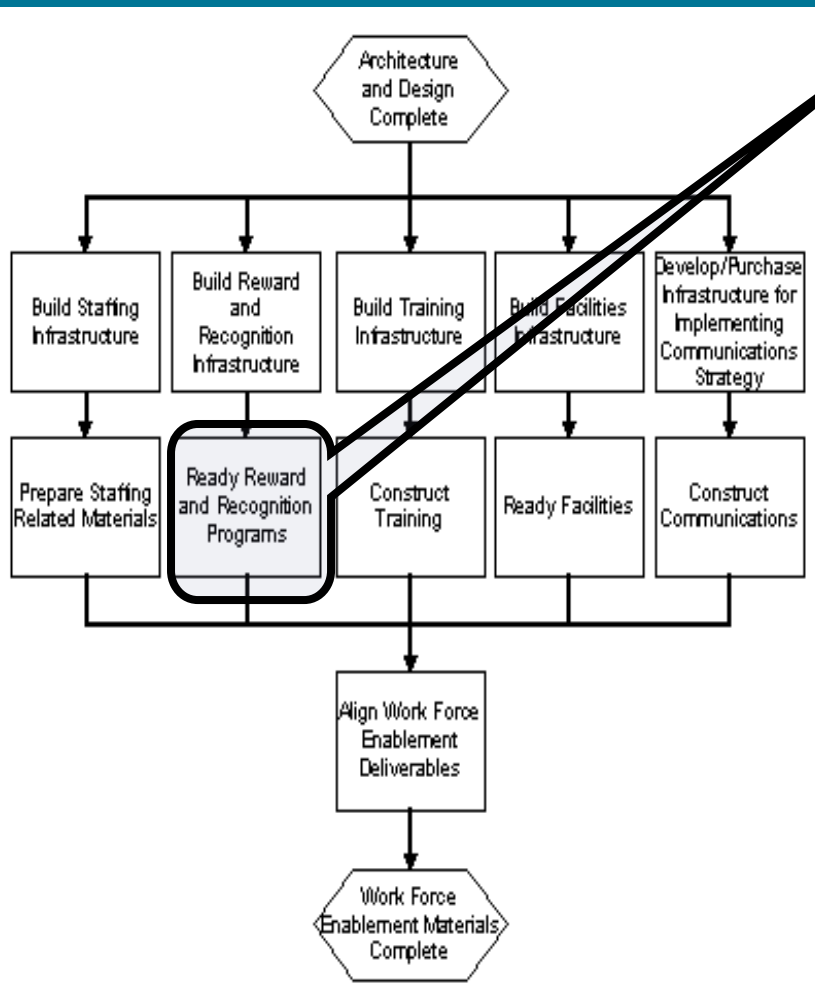 Architecture
and Design
Complete
Build Staffing
Infrastructure
Build Reward
and
Recognition
Infrastructure
Build Training
Infrastructure
Build Facilities
Infrastructure
Develop/Purchase
Infrastructure for
Implementing
Communications
Strategy
Prepare Staffing
Related Materials
Ready Reward
and Recognition
Programs
Construct
Training
Ready Facilities
Construct
Communications
Align Work Force
Enablement
Deliverables
Work Force
Enablement Materials
Complete